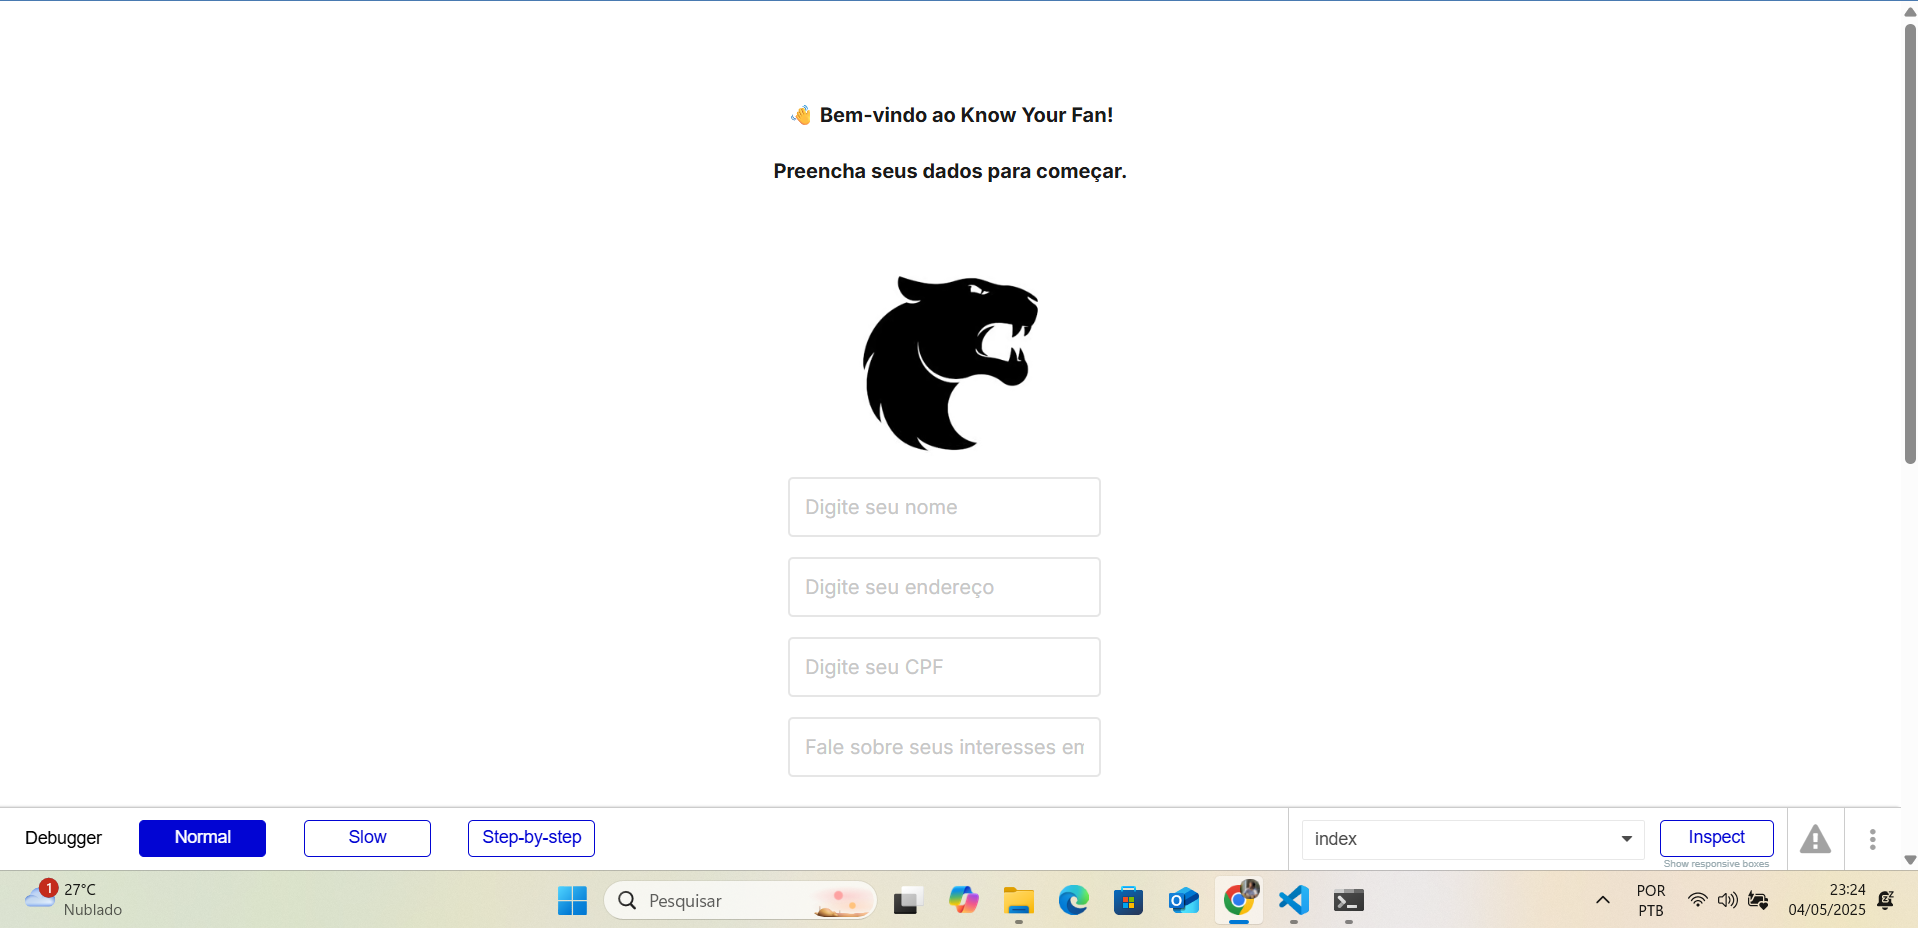 👋 Bem-vindo ao Know Your Fan!
Preencha seus dados para começar.
Digite seu nome
Digite seu endereço
Digite seu CPF
Fale sobre seus interesses em
Debugger
Normal
Slow
Step-by-step
index
Inspect
Show responsive boxes
1
27°C
Nublado
Pesquisar
POR
PTB
23:24
04/05/2025